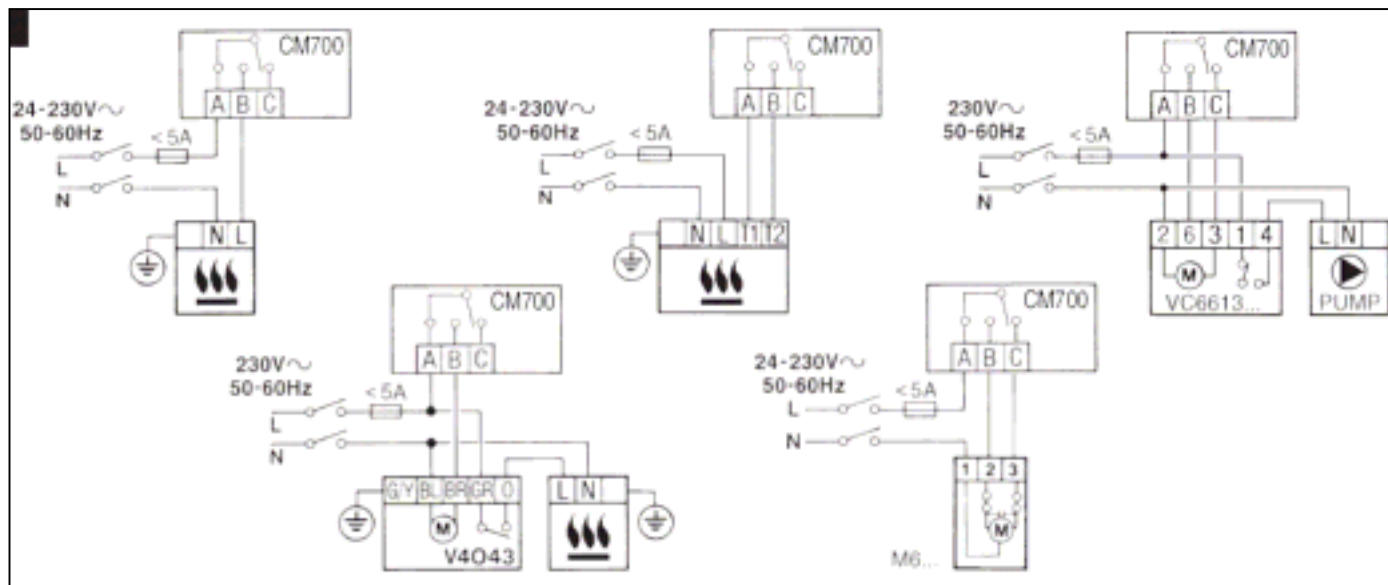 CM700
A B C
24-230V~
50-60Hz
<5A
L
N
N L
CM700
A B C
24-230V~
50-60Hz
<5A
L
N
N L T1 T2
CM700
A B C
230V~
50-60Hz
<5A
L
N
2 6 3 1 4
M
VC6613...
L N
PUMP
CM700
A B C
230V~
50-60Hz
<5A
L
N
G/Y BL BR GR O
M
V4043
L N
CM700
A B C
24-230V~
50-60Hz
<5A
L
N
1 2 3
M
M6...